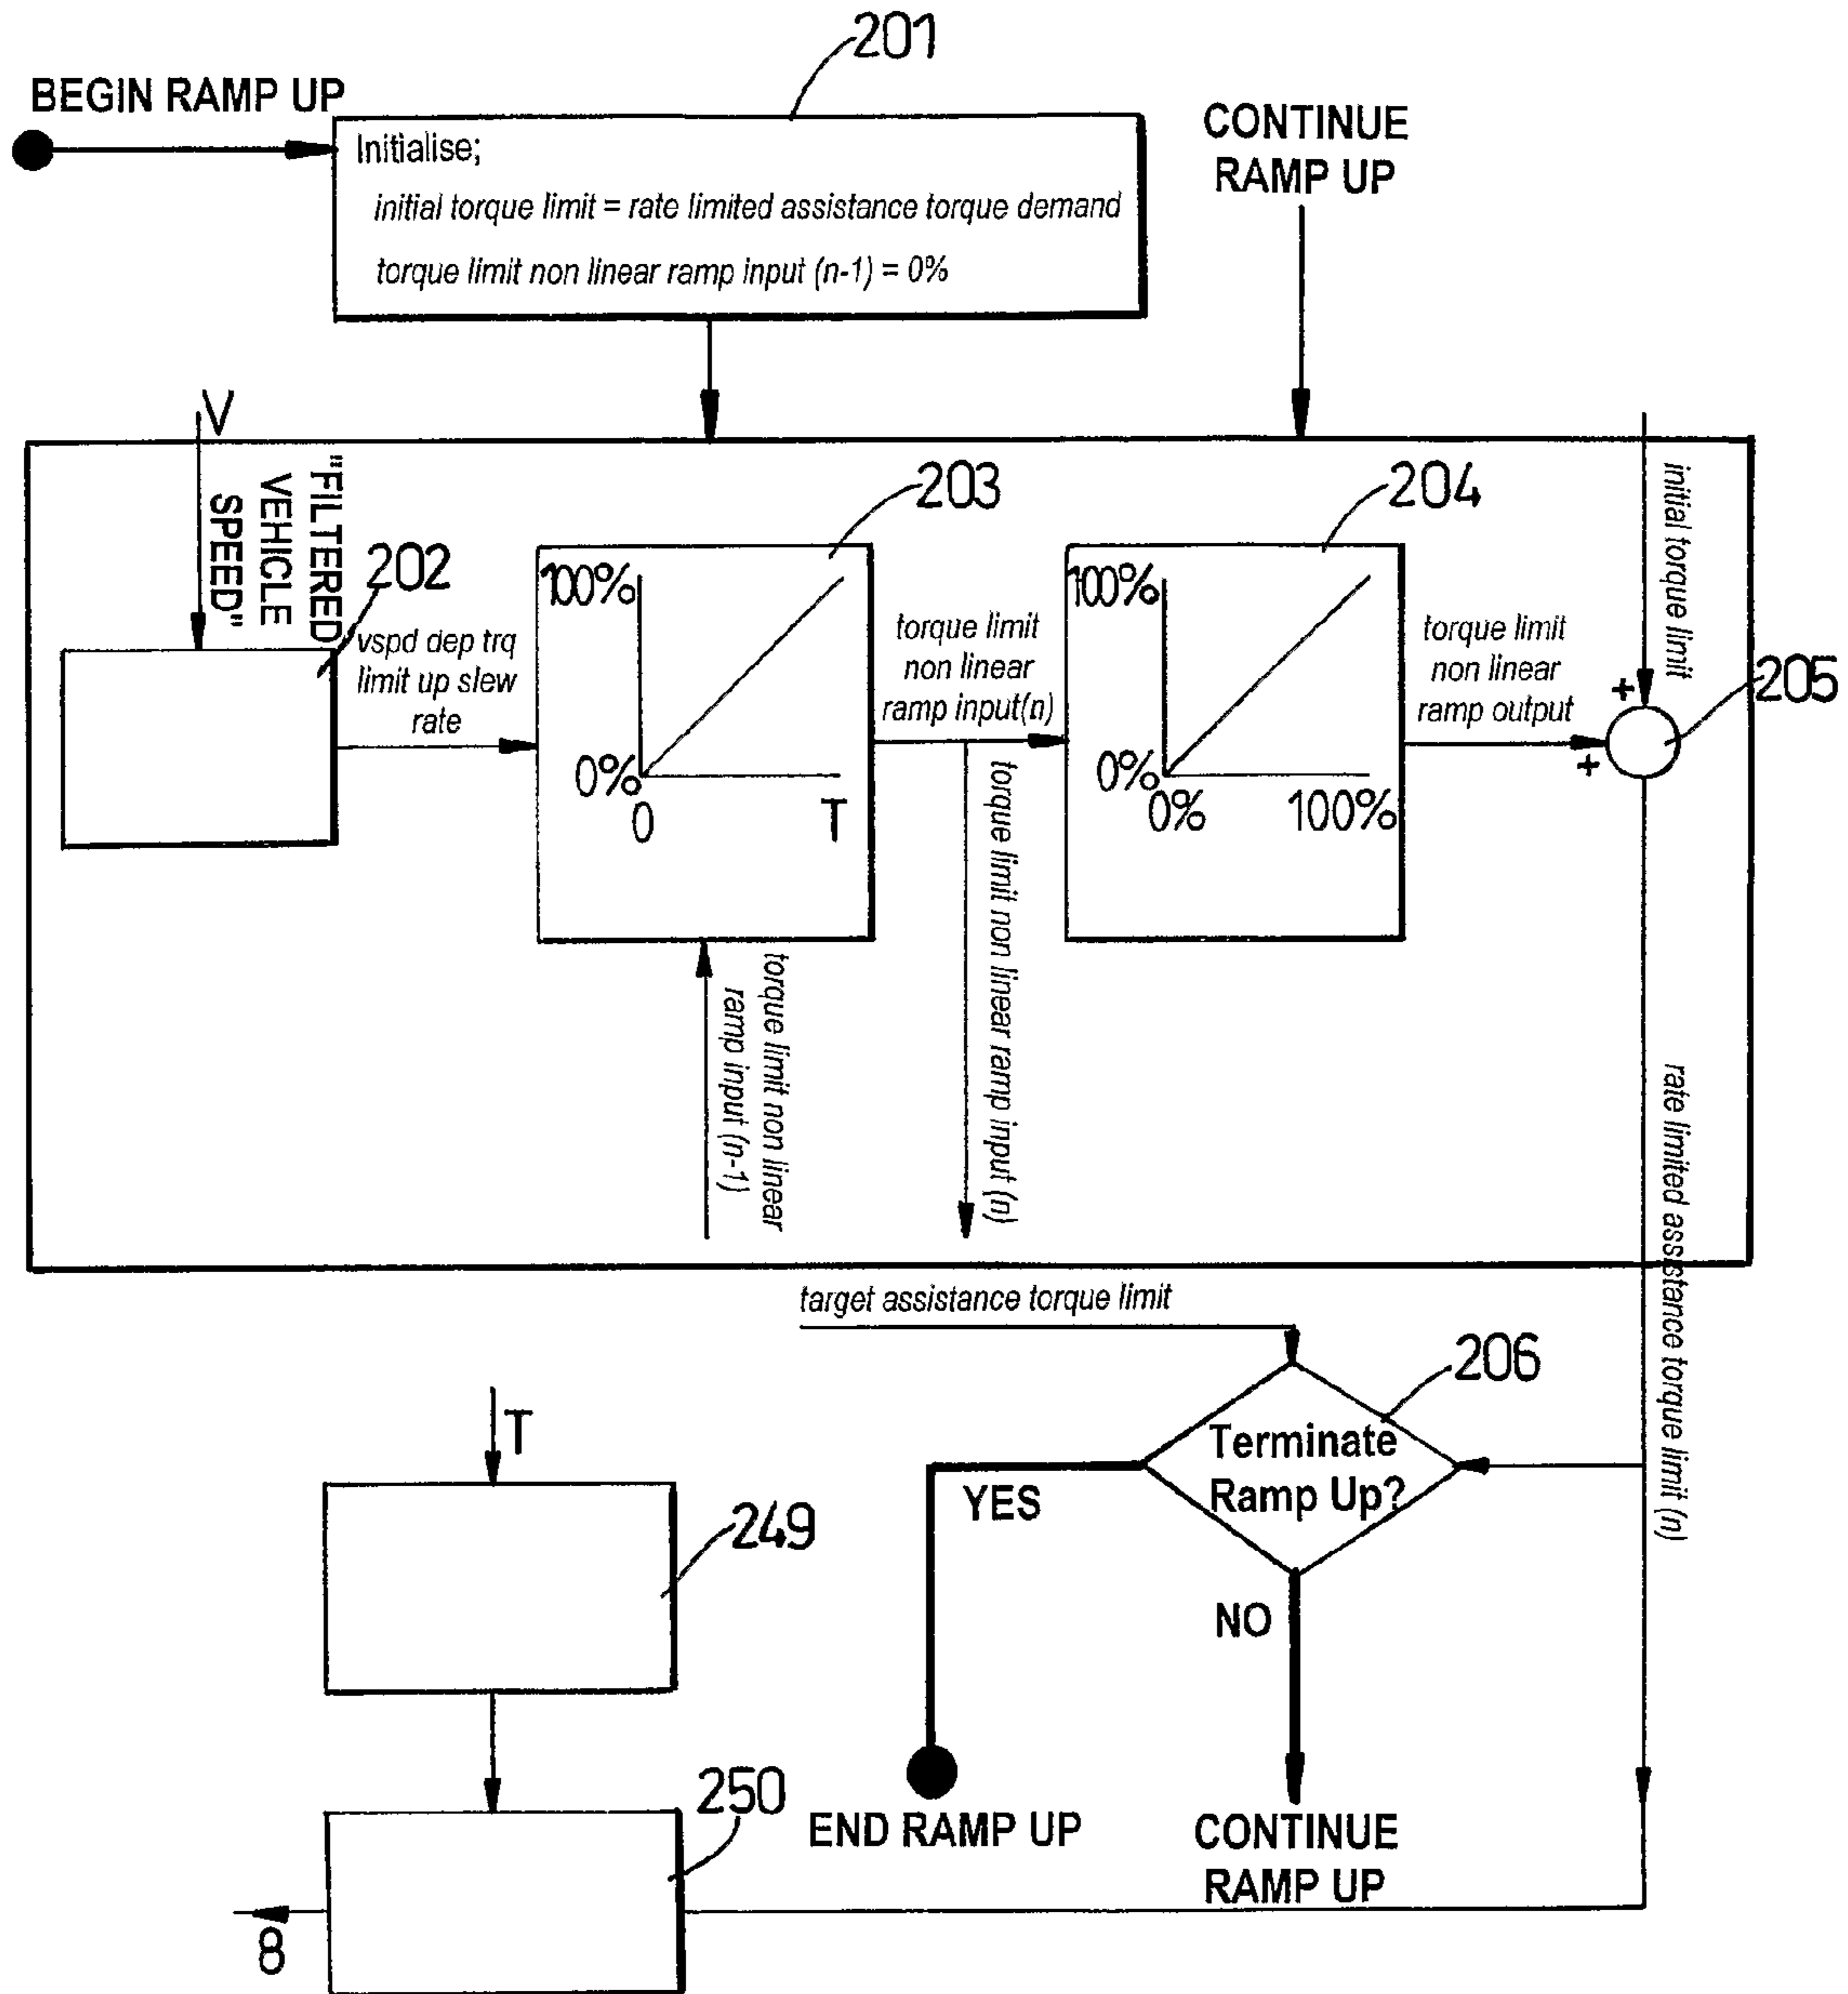 201
BEGIN RAMP UP
Initialise;
initial torque limit = rate limited assistance torque demand
torque limit non linear ramp input (n-1) = 0%
CONTINUE
RAMP UP
V
"FILTERED
VEHICLE
SPEED"
202
vspd dep trq
limit up slew
rate
203
100%
0%
0
T
torque limit non linear
ramp input (n-1)
torque limit
non linear
ramp input(n)
torque limit non linear ramp input (n)
204
100%
0%
0%
100%
torque limit
non linear
ramp output
initial torque limit
+
+
205
rate limited assistance torque limit (n)
target assistance torque limit
206
Terminate
Ramp Up?
YES
NO
END RAMP UP
CONTINUE
RAMP UP
T
249
250
8